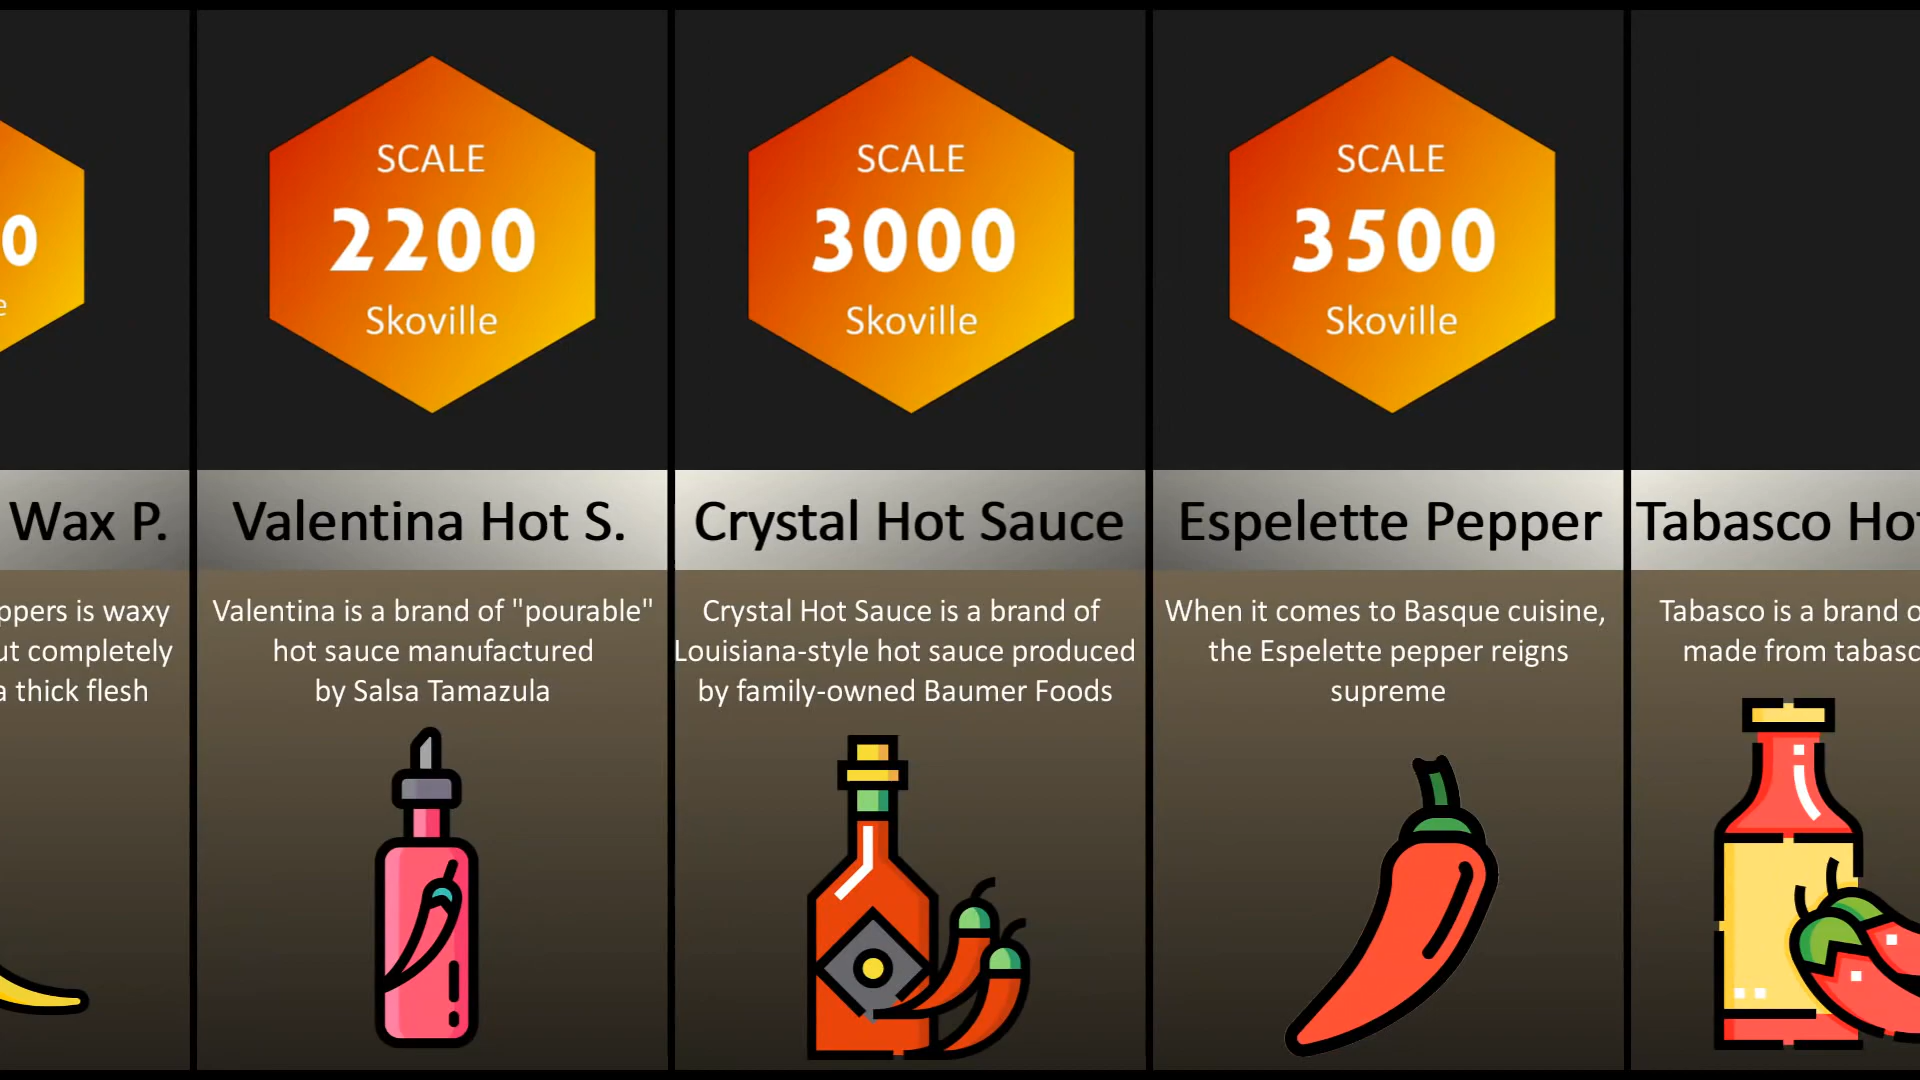 0
e
Wax P.
ppers is waxy
ut completely
a thick flesh
SCALE
2200
Skoville
Valentina Hot S.
Valentina is a brand of "pourable"
hot sauce manufactured
by Salsa Tamazula
SCALE
3000
Skoville
Crystal Hot Sauce
Crystal Hot Sauce is a brand of
Louisiana-style hot sauce produced
by family-owned Baumer Foods
SCALE
3500
Skoville
Espelette Pepper
When it comes to Basque cuisine,
the Espelette pepper reigns
supreme
Tabasco Hot
Tabasco is a brand o
made from tabasc